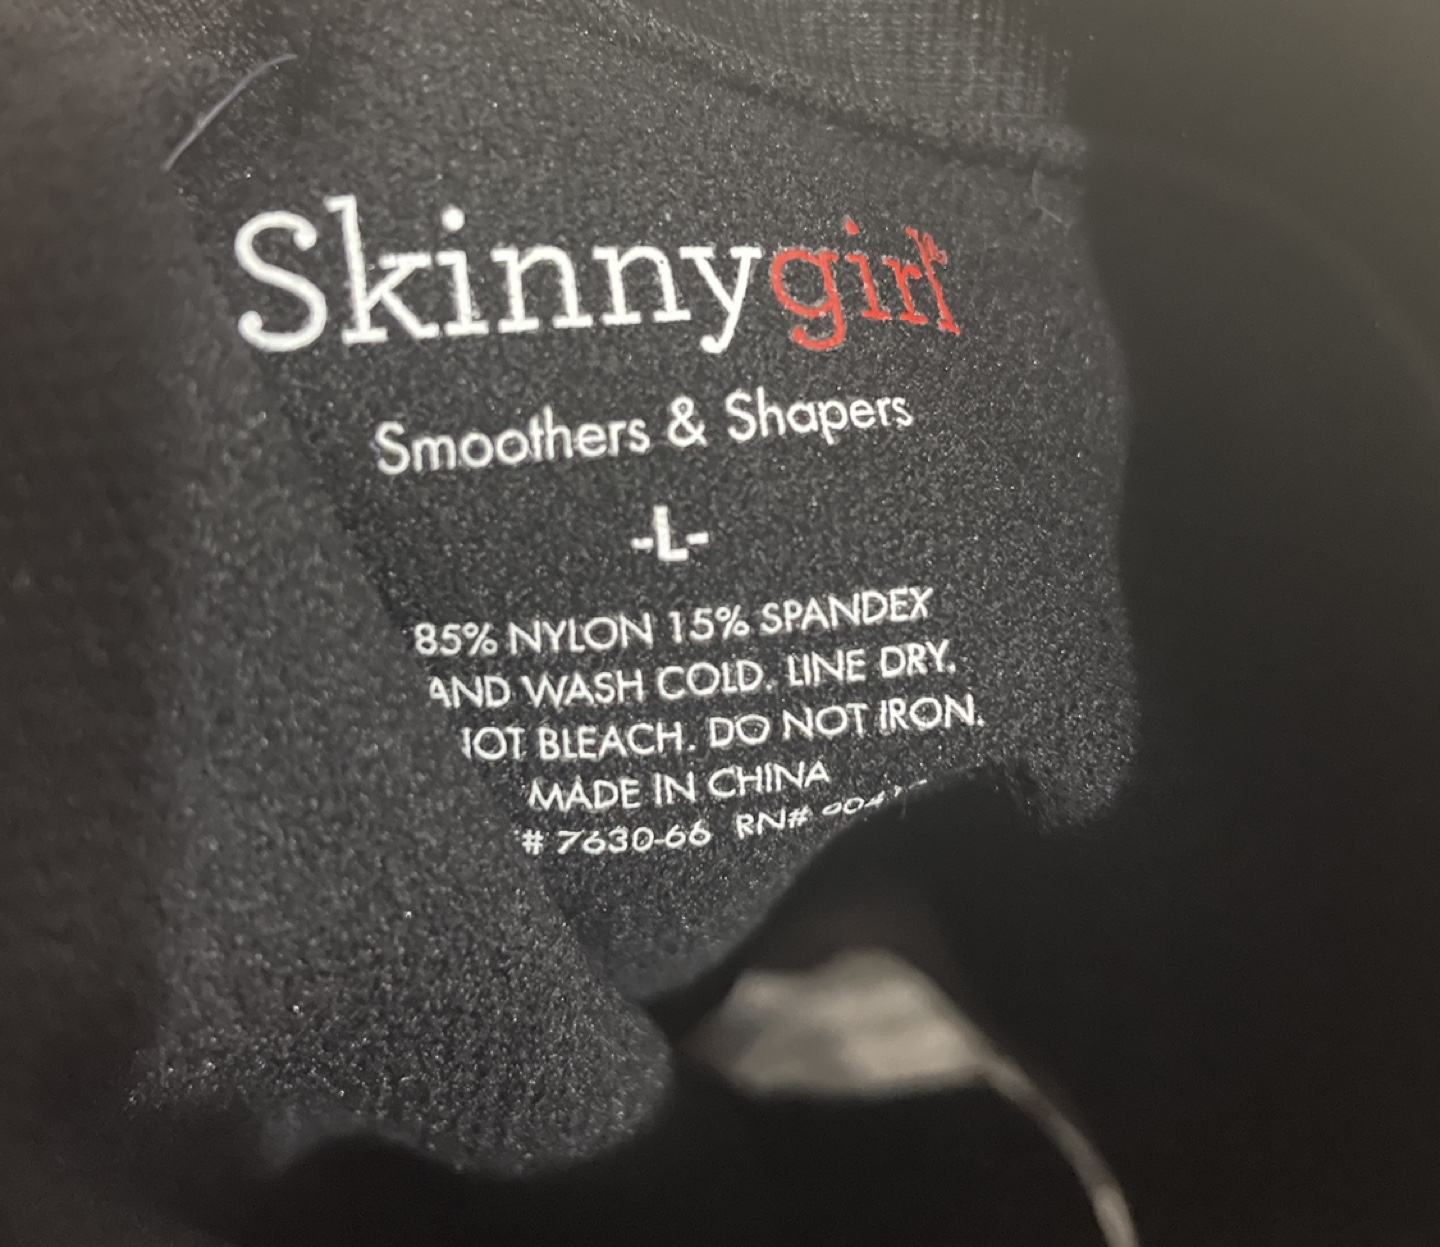 Skinnygirl
Smoothers & Shapers
-L-
85% NYLON 15% SPANDEX
AND WASH COLD. LINE DRY.
OT BLEACH. DO NOT IRON.
MADE IN CHINA
# 7630-66 RN#